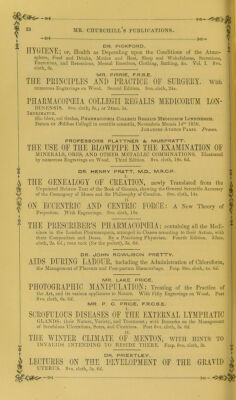 22 MR. CHURCHILL'S PUBLICATIONS.
DR. PICKFORD.
HYGIENE; or, Health as Depending upon the Conditions of the Atmosphere,
Food and Drinks, Motion and Rest, Sleep and Wakefulness, Secretions,
Excretions, and Retentions, Mental Emotions, Clothing, Bathing, &c. Vol. I. 8vo.
cloth, 9s.
MR. PIRRIE, F.R.S.E.
THE PRINCIPLES AND PRACTICE OF SURGERY. With
numerous Engravings on Wood. Second Edition. 8vo. cloth, 24s.
PHARMACOPŒIA COLLEGII REGALIS MEDICORUM LONDINENSIS.
8vo. cloth, 9s.; or 24mo. 5s.
IMPRIMATUR.
Hic liber, cui titulus, PHARMACOPŒIA COLLEGII REGALIS MEDICORUM LONDINENSIS.
Datum ex Ædibus Collegii in comitiis censoriis, Novembris Mensis 14to 1850.
JOHANNES AYRTON PARIS. Præses.
PROFESSORS PLATTNER & MUSPRATT.
THE USE OF THE BLOWPIPE IN THE EXAMINATION OF
MINERALS, ORES, AND OTHER METALLIC COMBINATIONS. Illustrated
by numerous Engravings on Wood. Third Edition. 8vo. cloth, 10s. 6d.
DR. HENRY PRATT, M.D., M.R.C.P.
THE GENEALOGY OF CREATION, newly Translated from the
Unpointed Hebrew Text of the Book of Genesis, showing the General Scientific Accuracy
of the Cosmogony of Moses and the Philosophy of Creation. 8vo. cloth, 14s.
ON ECCENTRIC AND CENTRIC FORCE: A New Theory of
Projection. With Engravings. 8vo. cloth, 10s.
THE PRESCRIBER'S PHARMACOPŒIA; containing all the Medicines
in the London Pharmacopœia, arranged in Classes according to their Action, with
their Composition and Doses. By a Practising Physician. Fourth Edition. 32mo.
cloth, 2s. 6d.; roan tuck (for the pocket), 3s. 6d.
DR. JOHN ROWLISON PRETTY.
AIDS DURING LABOUR, including the Administration of Chloroform,
the Management of Placenta and Post-partum Hæmorrhage. Fcap. 8vo. cloth, 4s. 6d.
MR. LAKE PRICE.
PHOTOGRAPHIC MANIPULATION: Treating of the Practice of
the Art, and its various appliances to Nature. With Fifty Engravings on Wood. Post
8vo. cloth, 6s. 6d.
MR. P. C. PRICE, F.R.C.S.E.
SCROFULOUS DISEASES OF THE EXTERNAL LYMPHATIC
GLANDS: their Nature, Variety, and Treatment; with Remarks on the Management
of Scrofulous Ulcerations, Scars, and Cicatrices. Post 8vo. cloth, 3s. 6d.
II.
THE WINTER CLIMATE OF MENTON, WITH HINTS TO
INVALIDS INTENDING TO RESIDE THERE. Fcap. 8vo. cloth, 3s.
DR. PRIESTLEY.
LECTURES ON THE DEVELOPMENT OF THE GRAVID
UTERUS. 8vo. cloth, 5s. 6d.